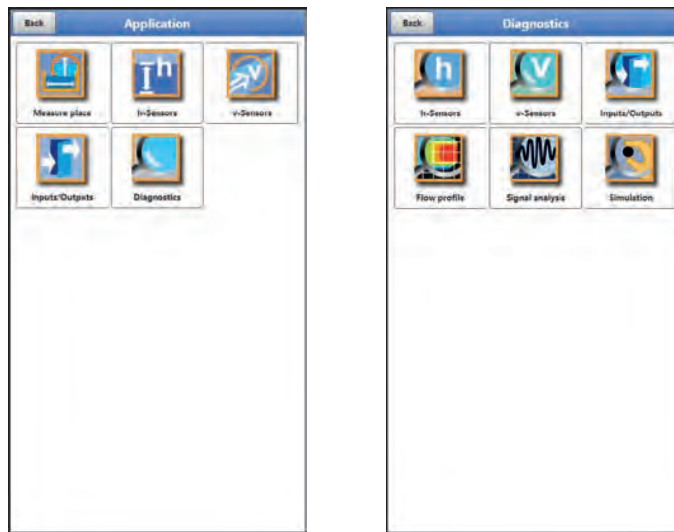 Back
Application
Measure place
h-Sensors
v-Sensors
Inputs/Outputs
Diagnostics
Back
Diagnostics
h-Sensors
v-Sensors
Inputs/Outputs
Flow profile
Signal analysis
Simulation